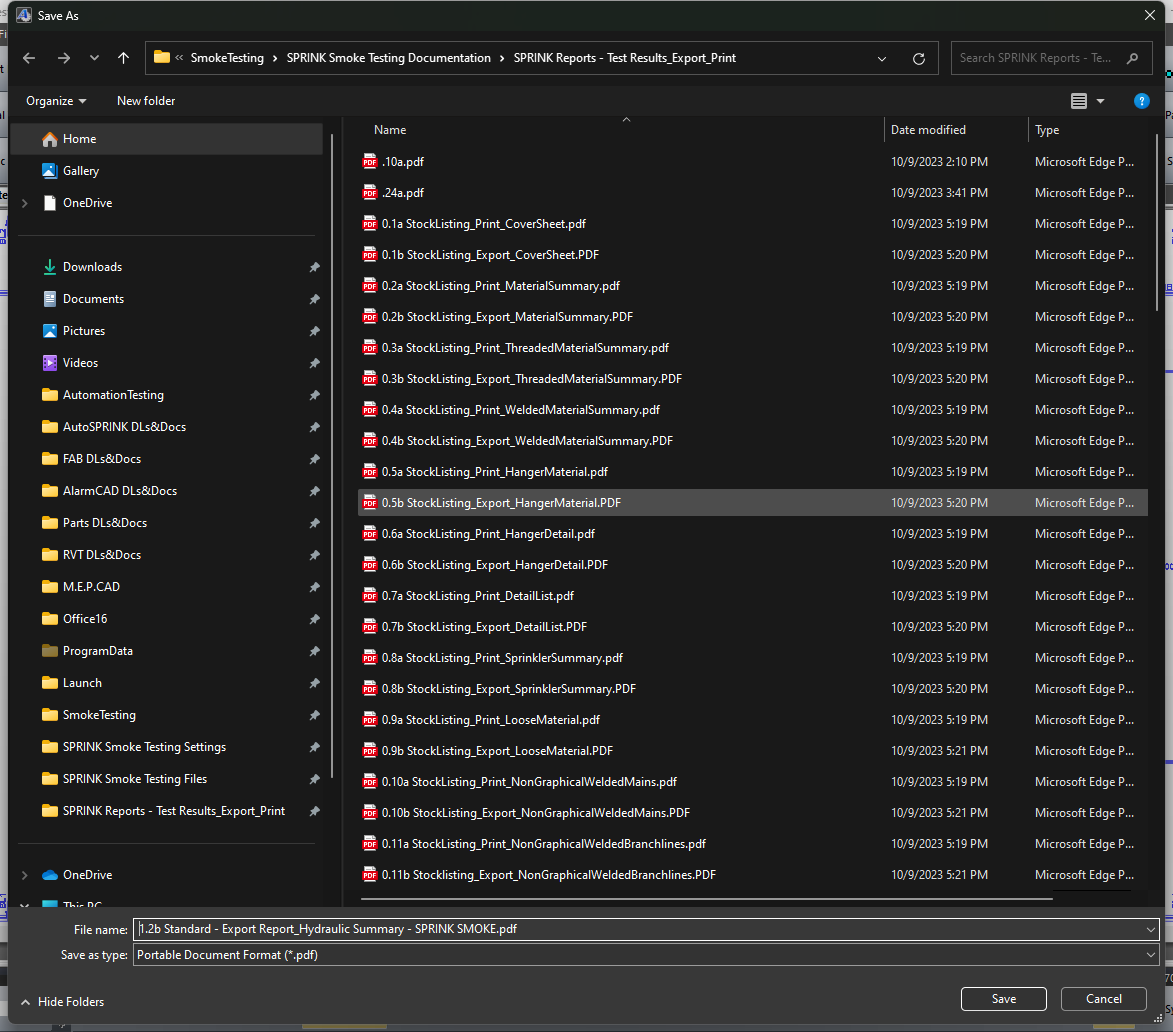 Save As
« SmokeTesting > SPRINK Smoke Testing Documentation > SPRINK Reports - Test Results_Export_Print
Search SPRINK Reports - Te...
Organize
New folder
?
Home
Gallery
OneDrive
Downloads
Documents
Pictures
Videos
AutomationTesting
AutoSPRINK DLs&Docs
FAB DLs&Docs
AlarmCAD DLs&Docs
Parts DLs&Docs
RVT DLs&Docs
M.E.P.CAD
Office16
ProgramData
Launch
SmokeTesting
SPRINK Smoke Testing Settings
SPRINK Smoke Testing Files
SPRINK Reports - Test Results_Export_Print
OneDrive
This PC
Name Date modified Type
.10a.pdf 10/9/2023 2:10 PM Microsoft Edge P...
.24a.pdf 10/9/2023 3:41 PM Microsoft Edge P...
0.1a StockListing_Print_CoverSheet.pdf 10/9/2023 5:19 PM Microsoft Edge P...
0.1b StockListing_Export_CoverSheet.PDF 10/9/2023 5:20 PM Microsoft Edge P...
0.2a StockListing_Print_MaterialSummary.pdf 10/9/2023 5:19 PM Microsoft Edge P...
0.2b StockListing_Export_MaterialSummary.PDF 10/9/2023 5:20 PM Microsoft Edge P...
0.3a StockListing_Print_ThreadedMaterialSummary.pdf 10/9/2023 5:19 PM Microsoft Edge P...
0.3b StockListing_Export_ThreadedMaterialSummary.PDF 10/9/2023 5:20 PM Microsoft Edge P...
0.4a StockListing_Print_WeldedMaterialSummary.pdf 10/9/2023 5:19 PM Microsoft Edge P...
0.4b StockListing_Export_WeldedMaterialSummary.PDF 10/9/2023 5:20 PM Microsoft Edge P...
0.5a StockListing_Print_HangerMaterial.pdf 10/9/2023 5:19 PM Microsoft Edge P...
0.5b StockListing_Export_HangerMaterial.PDF 10/9/2023 5:20 PM Microsoft Edge P...
0.6a StockListing_Print_HangerDetail.pdf 10/9/2023 5:19 PM Microsoft Edge P...
0.6b StockListing_Export_HangerDetail.PDF 10/9/2023 5:20 PM Microsoft Edge P...
0.7a StockListing_Print_DetailList.pdf 10/9/2023 5:19 PM Microsoft Edge P...
0.7b StockListing_Export_DetailList.PDF 10/9/2023 5:20 PM Microsoft Edge P...
0.8a StockListing_Print_SprinklerSummary.pdf 10/9/2023 5:19 PM Microsoft Edge P...
0.8b StockListing_Export_SprinklerSummary.PDF 10/9/2023 5:20 PM Microsoft Edge P...
0.9a StockListing_Print_LooseMaterial.pdf 10/9/2023 5:19 PM Microsoft Edge P...
0.9b StockListing_Export_LooseMaterial.PDF 10/9/2023 5:21 PM Microsoft Edge P...
0.10a StockListing_Print_NonGraphicalWeldedMains.pdf 10/9/2023 5:19 PM Microsoft Edge P...
0.10b StockListing_Export_NonGraphicalWeldedMains.PDF 10/9/2023 5:21 PM Microsoft Edge P...
0.11a StockListing_Print_NonGraphicalWeldedBranchlines.pdf 10/9/2023 5:19 PM Microsoft Edge P...
0.11b Stocklisting_Export_NonGraphicalWeldedBranchlines.PDF 10/9/2023 5:21 PM Microsoft Edge P...
File name: 1.2b Standard - Export Report_Hydraulic Summary - SPRINK SMOKE.pdf
Save as type: Portable Document Format (*.pdf)
Hide Folders
Save
Cancel